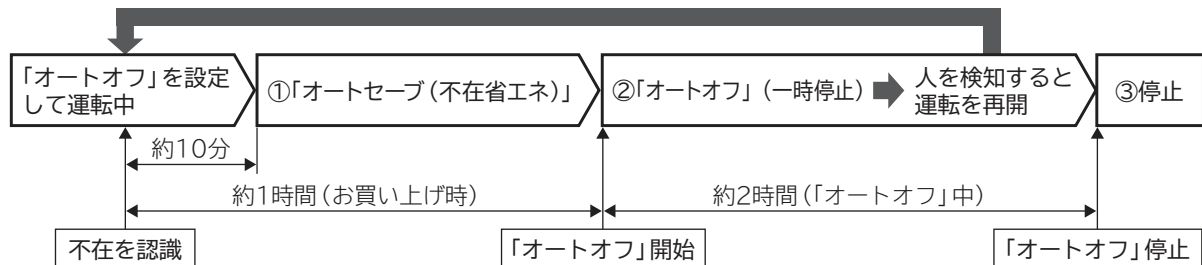 「オートオフ」を設定
して運転中
①「オートセーブ（不在省エネ）」
②「オートオフ」（一時停止）
人を検知すると
運転を再開
③停止
約10分
約1時間（お買い上げ時）
約2時間（「オートオフ」中）
不在を認識
「オートオフ」開始
「オートオフ」停止